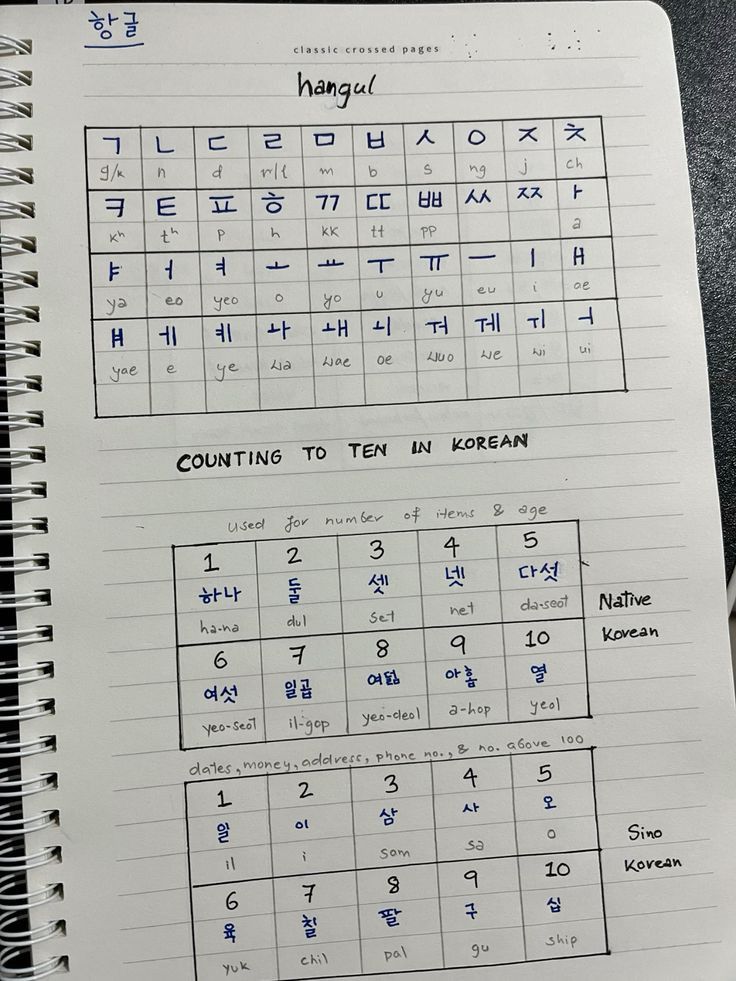 항글
classic crossed pages
hangul
ㄱ ㄴ ㄷ ㄹ ㅁ ㅂ ㅅ ㅇ ㅈ ㅊ
g/k n d r/l m b s ng j ch
ㅋ ㅌ ㅍ ㅎ ㄲ ㄸ ㅃ ㅆ ㅉ ㅏ
kʰ tʰ p h kk tt pp a
ㅑ ㅓ ㅕ ㅗ ㅛ ㅜ ㅠ ㅡ ㅣ ㅐ
ya eo yeo o yo u yu eu i ae
ㅒ ㅔ ㅖ ㅘ ㅙ ㅚ ㅝ ㅞ ㅟ ㅢ
yae e ye wa wae oe wuo we wi ui
COUNTING TO TEN IN KOREAN
used for number of items & age
1 2 3 4 5
하나 둘 셋 넷 다섯
ha-na dul set net da-seot
Native
Korean
6 7 8 9 10
여섯 일곱 여덟 아홉 열
yeo-seot il-gop yeo-deol a-hop yeol
dates, money, address, phone no., & no. above 100
1 2 3 4 5
일 이 삼 사 오
il i som sa o
Sino
Korean
6 7 8 9 10
육 칠 팔 구 십
yuk chil pal gu ship